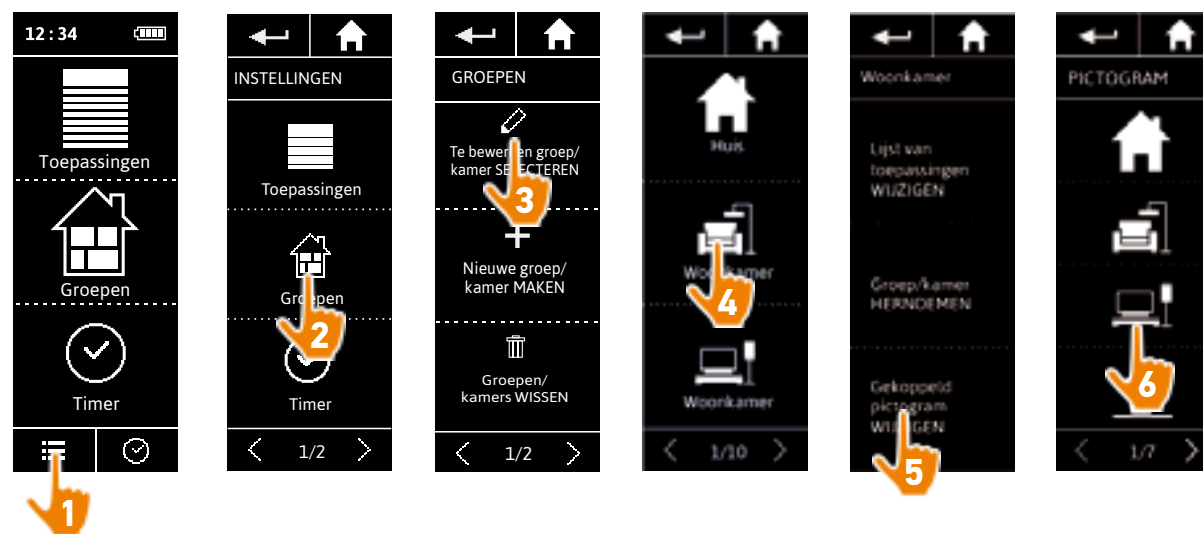 12:34
Toepassingen
Groepen
Timer
1
INSTELLINGEN
Toepassingen
Groepen
2
Timer
1/2
GROEPEN
Te bewerken groep/
kamer SELECTEREN
3
Nieuwe groep/
kamer MAKEN
Groepen/
kamers WISSEN
1/2
Huis
Woonkamer
4
Woonkamer
1/10
Woonkamer
Lijst van
toepassingen
WIJZIGEN
Groep/kamer
HERNOEMEN
Gekoppeld
pictogram
WIJZIGEN
5
PICTOGRAM
6
1/7